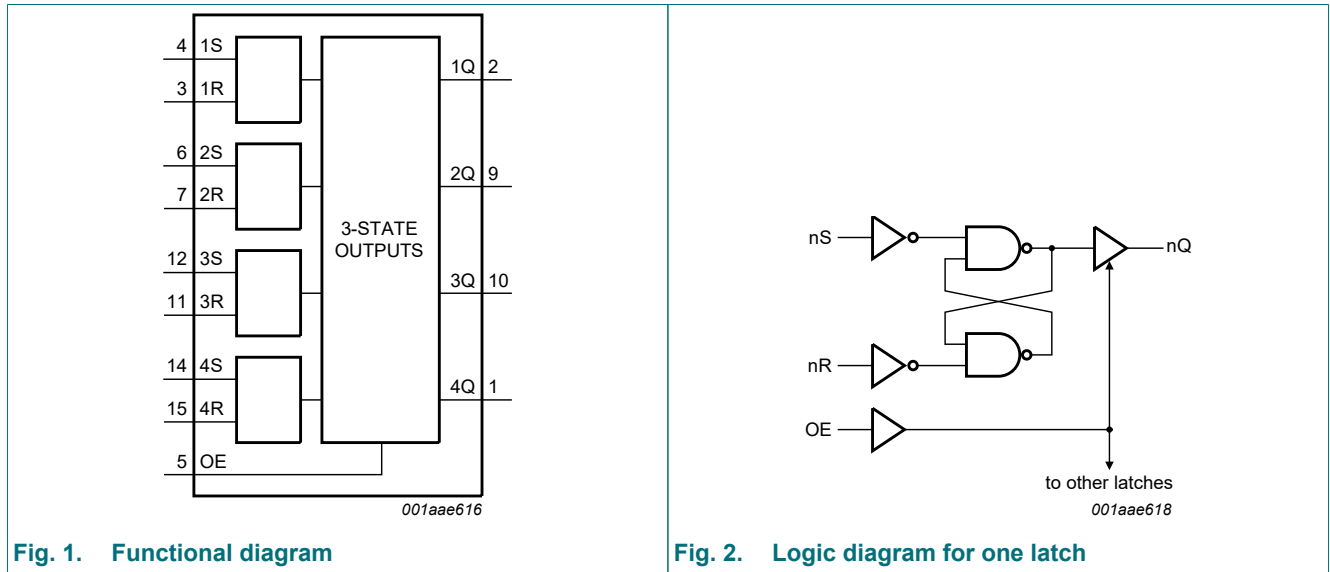 4 1S
3 1R
1Q 2
6 2S
7 2R
2Q 9
3-STATE
OUTPUTS
12 3S
11 3R
3Q 10
14 4S
15 4R
4Q 1
5 OE
001aae616
Fig. 1. Functional diagram
nS
nQ
nR
OE
to other latches
001aae618
Fig. 2. Logic diagram for one latch